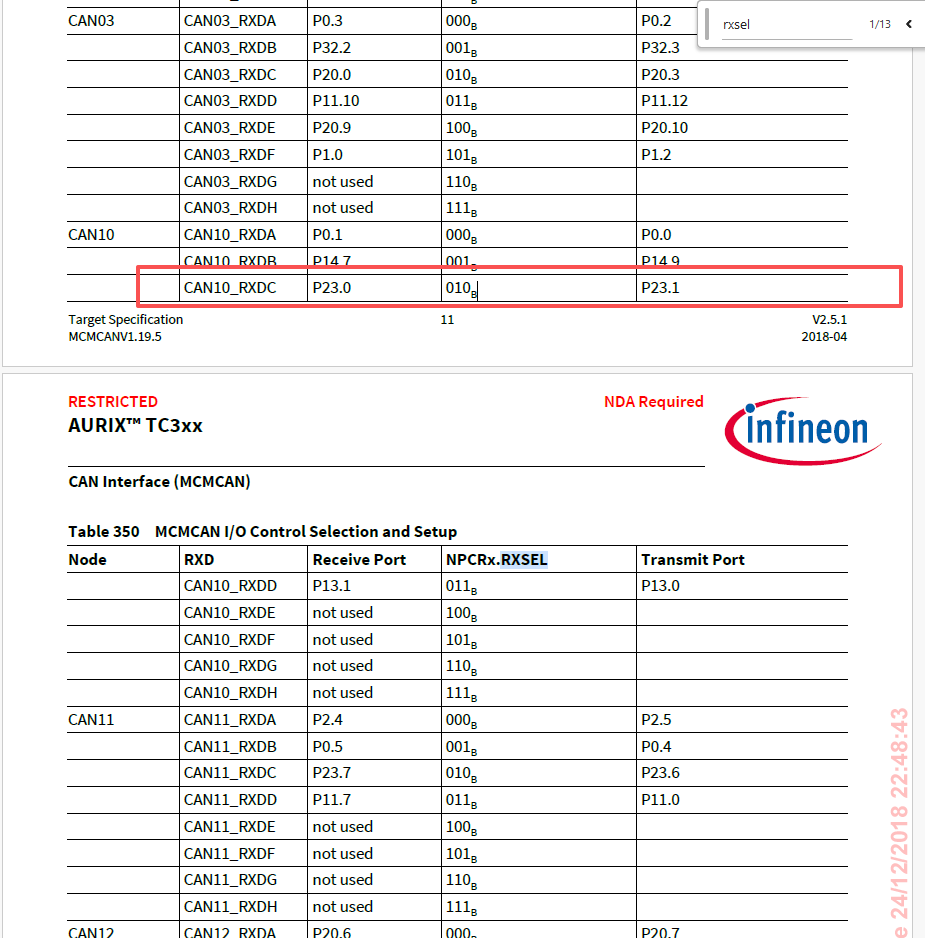 rxsel 1/13
CAN03 CAN03_RXDA P0.3 000B P0.2
CAN03_RXDB P32.2 001B P32.3
CAN03_RXDC P20.0 010B P20.3
CAN03_RXDD P11.10 011B P11.12
CAN03_RXDE P20.9 100B P20.10
CAN03_RXDF P1.0 101B P1.2
CAN03_RXDG not used 110B
CAN03_RXDH not used 111B
CAN10 CAN10_RXDA P0.1 000B P0.0
CAN10_RXDB P14.7 001B P14.9
CAN10_RXDC P23.0 010B P23.1
Target Specification 11 V2.5.1
MCMCANV1.19.5 2018-04
RESTRICTED NDA Required
AURIX™ TC3xx
infineon
CAN Interface (MCMCAN)
Table 350 MCMCAN I/O Control Selection and Setup
Node RXD Receive Port NPCRx.RXSEL Transmit Port
CAN10_RXDD P13.1 011B P13.0
CAN10_RXDE not used 100B
CAN10_RXDF not used 101B
CAN10_RXDG not used 110B
CAN10_RXDH not used 111B
CAN11 CAN11_RXDA P2.4 000B P2.5
CAN11_RXDB P0.5 001B P0.4
CAN11_RXDC P23.7 010B P23.6
CAN11_RXDD P11.7 011B P11.0
CAN11_RXDE not used 100B
CAN11_RXDF not used 101B
CAN11_RXDG not used 110B
CAN11_RXDH not used 111B
CAN12 CAN12_RXDA P20.6 000B P20.7
24/12/2018 22:48:43